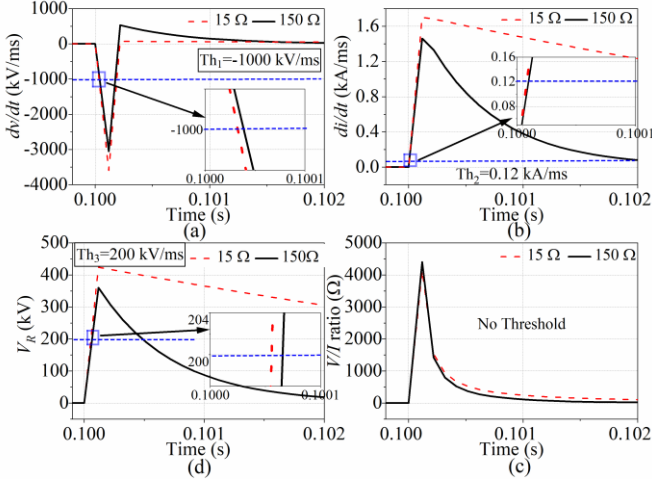 15 Ω 150 Ω
1000
0
-1000
-2000
-3000
-4000
dv/dt (kV/ms)
Th₁=-1000 kV/ms
-1000
0.1000 0.1001
0.100 0.101 0.102
Time (s)
(a)
15 Ω 150 Ω
1.6
1.2
0.8
0.4
0.0
di/dt (kA/ms)
0.16
0.12
0.08
0.1000 0.1001
Th₂=0.12 kA/ms
0.100 0.101 0.102
Time (s)
(b)
Th₃=200 kV/ms
15 Ω 150Ω
500
400
300
200
100
0
V_R (kV)
204
200
0.1000 0.1001
0.100 0.101 0.102
Time (s)
(d)
15 Ω 150 Ω
5000
4000
3000
2000
1000
0
V/I ratio (Ω)
No Threshold
0.100 0.101 0.102
Time (s)
(c)